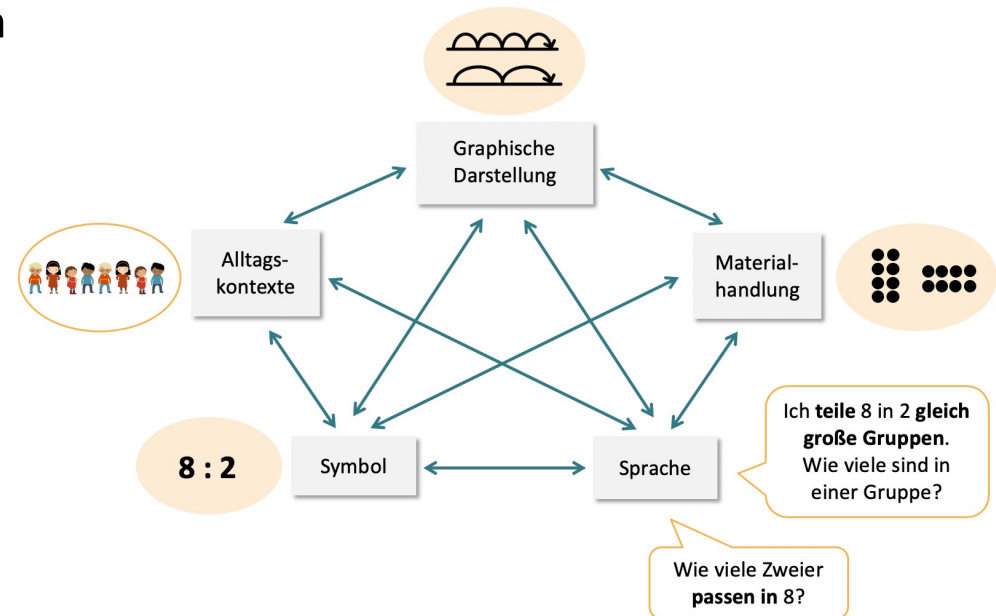 n
Graphische
Darstellung
Alltags-
kontexte
Material-
handlung
8 : 2
Symbol
Sprache
Ich teile 8 in 2 gleich
große Gruppen.
Wie viele sind in
einer Gruppe?
Wie viele Zweier
passen in 8?